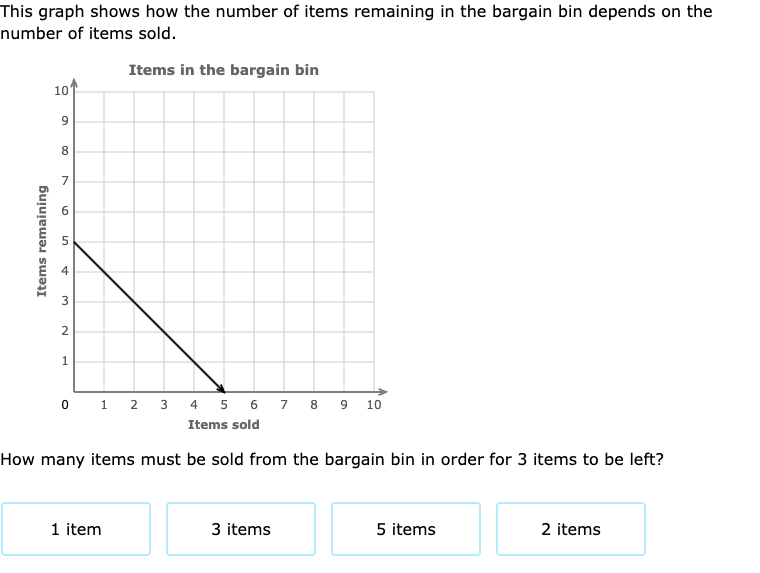 This graph shows how the number of items remaining in the bargain bin depends on the
number of items sold.
Items in the bargain bin
10
9
8
7
6
5
4
3
2
1
Items remaining
0 1 2 3 4 5 6 7 8 9 10
Items sold
How many items must be sold from the bargain bin in order for 3 items to be left?
1 item 3 items 5 items 2 items